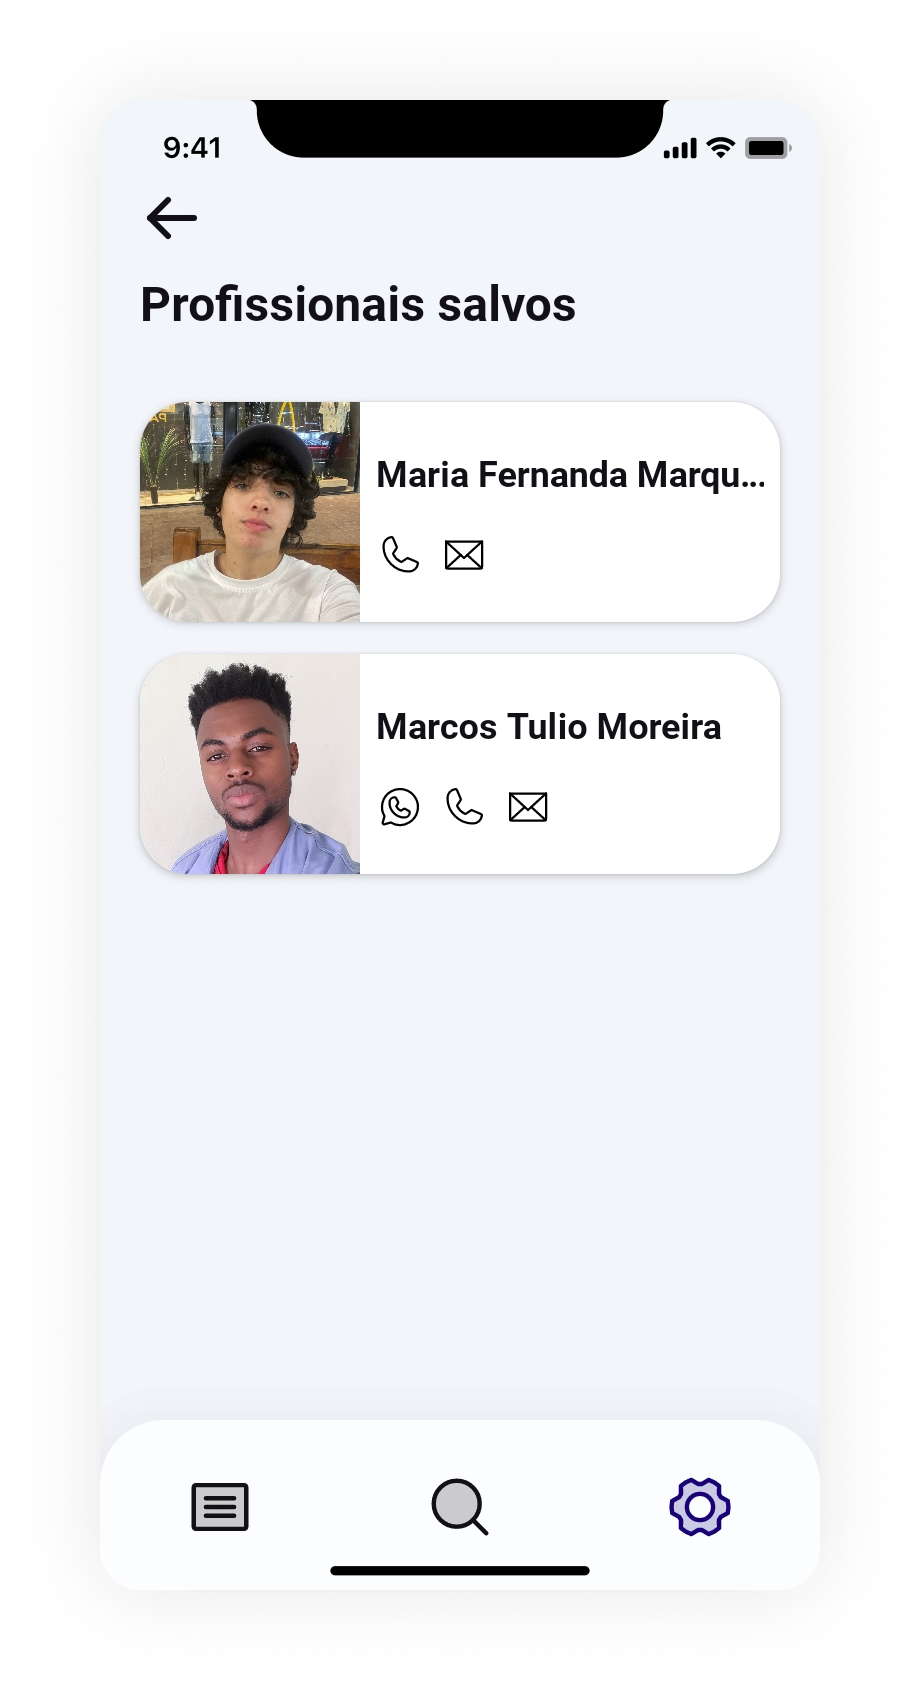 9:41
Profissionais salvos
Maria Fernanda Marqu...
Marcos Tulio Moreira